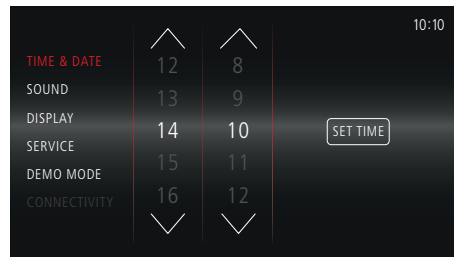 10:10
TIME & DATE
SOUND
DISPLAY
SERVICE
DEMO MODE
CONNECTIVITY
12
13
14
15
16
8
9
10
11
12
SET TIME